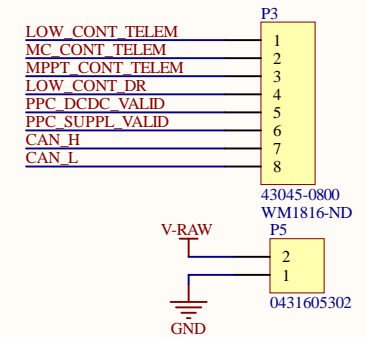 P3
LOW_CONT_TELEM 1
MC_CONT_TELEM 2
MPPT_CONT_TELEM 3
LOW_CONT_DR 4
PPC_DCDC_VALID 5
PPC_SUPPL_VALID 6
CAN_H 7
CAN_L 8
43045-0800
WM1816-ND
V-RAW P5
2
1
0431605302
GND